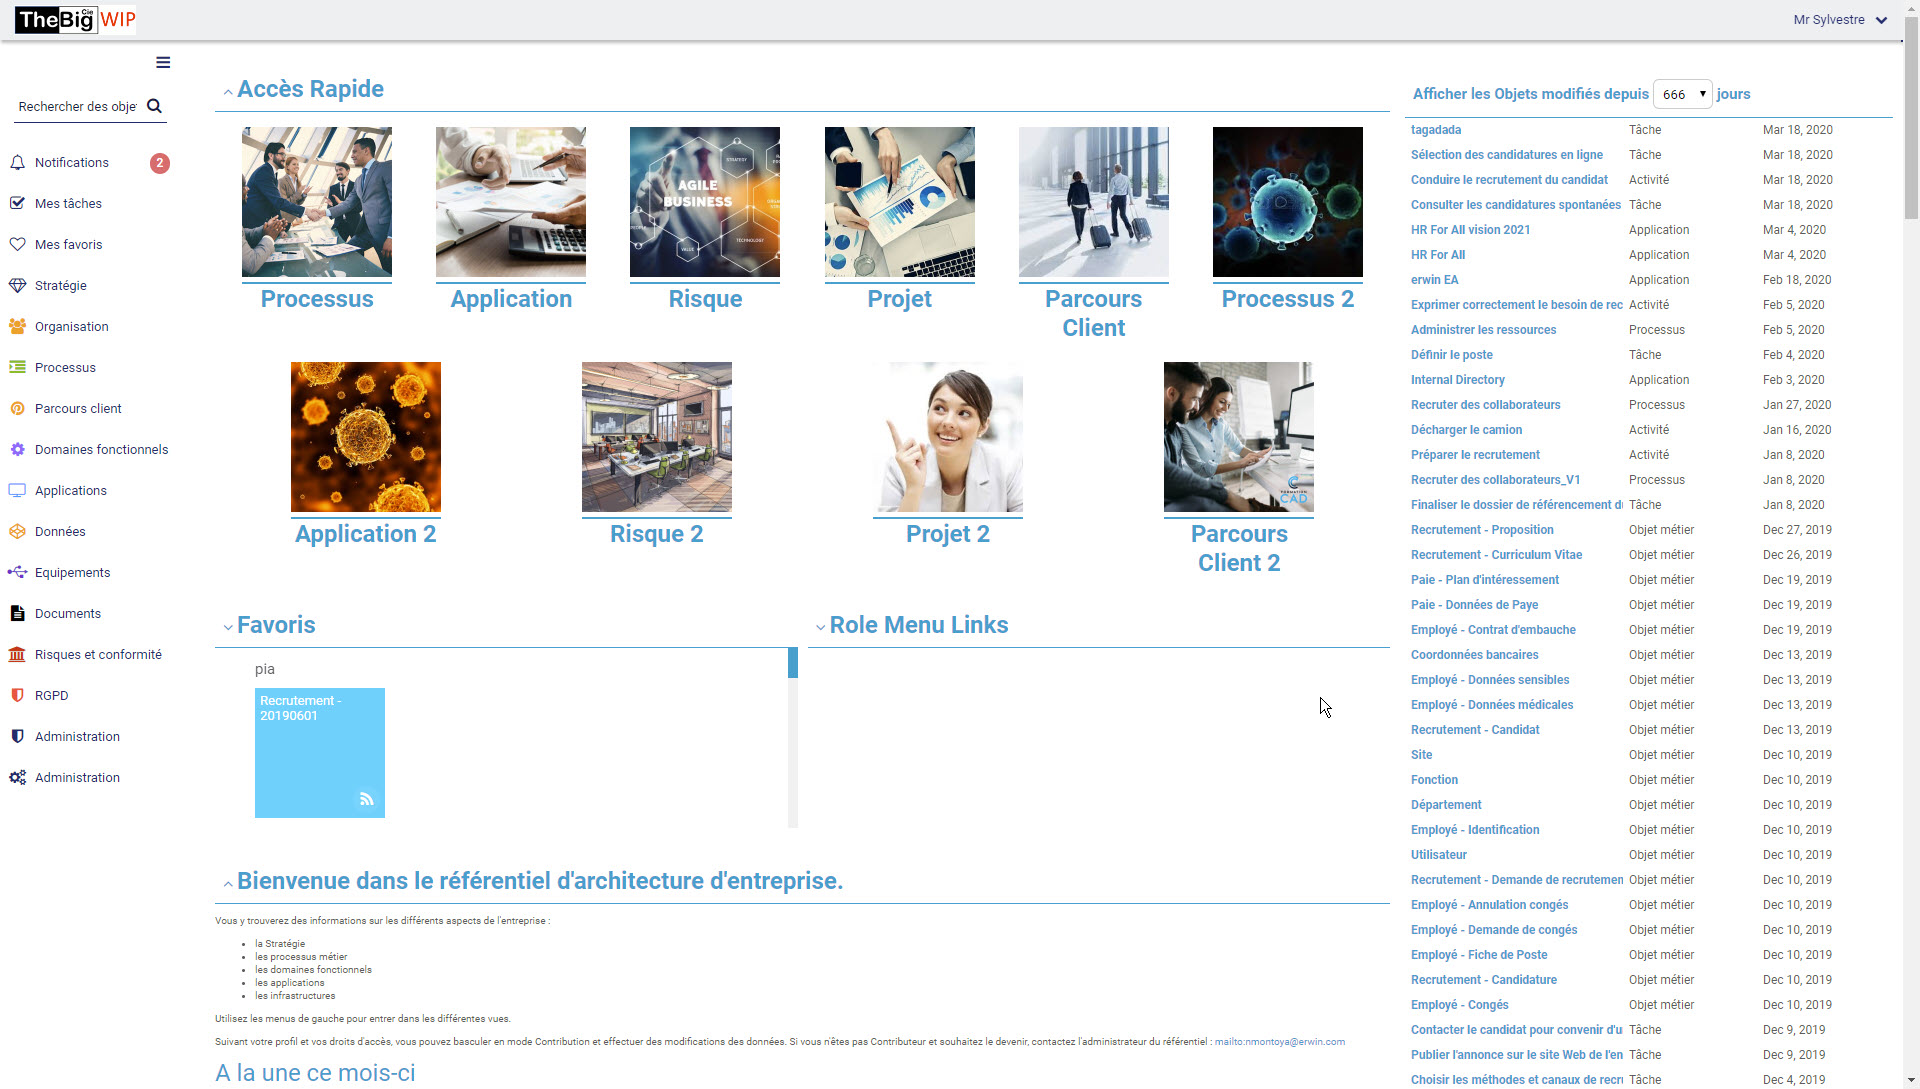 TheBig Cie WIP
Mr Sylvestre
Rechercher des obje
Notifications 2
Mes tâches
Mes favoris
Stratégie
Organisation
Processus
Parcours client
Domaines fonctionnels
Applications
Données
Equipements
Documents
Risques et conformité
RGPD
Administration
Administration
Accès Rapide
AGILE
BUSINESS
STRATEGY
VALUE
TECHNOLOGY
Processus
Application
Risque
Projet
Parcours
Client
Processus 2
FORMATION
CAD
Application 2
Risque 2
Projet 2
Parcours
Client 2
Favoris
pia
Recrutement -
20190601
Role Menu Links
Bienvenue dans le référentiel d'architecture d'entreprise.
Vous y trouverez des informations sur les différents aspects de l'entreprise :
• la Stratégie
• les processus métier
• les domaines fonctionnels
• les applications
• les infrastructures
Utilisez les menus de gauche pour entrer dans les différentes vues.
Suivant votre profil et vos droits d'accès, vous pouvez basculer en mode Contribution et effectuer des modifications des données. Si vous n'êtes pas Contributeur et souhaitez le devenir, contactez l'administrateur du référentiel : mailto:nmontoya@erwin.com
A la une ce mois-ci
Afficher les Objets modifiés depuis 666 jours
tagadada Tâche Mar 18, 2020
Sélection des candidatures en ligne Tâche Mar 18, 2020
Conduire le recrutement du candidat Activité Mar 18, 2020
Consulter les candidatures spontanées Tâche Mar 18, 2020
HR For All vision 2021 Application Mar 4, 2020
HR For All Application Mar 4, 2020
erwin EA Application Feb 18, 2020
Exprimer correctement le besoin de rec Activité Feb 5, 2020
Administrer les ressources Processus Feb 5, 2020
Définir le poste Tâche Feb 4, 2020
Internal Directory Application Feb 3, 2020
Recruter des collaborateurs Processus Jan 27, 2020
Décharger le camion Activité Jan 16, 2020
Préparer le recrutement Activité Jan 8, 2020
Recruter des collaborateurs_V1 Processus Jan 8, 2020
Finaliser le dossier de référencement d Tâche Jan 8, 2020
Recrutement - Proposition Objet métier Dec 27, 2019
Recrutement - Curriculum Vitae Objet métier Dec 26, 2019
Paie - Plan d'intéressement Objet métier Dec 19, 2019
Paie - Données de Paye Objet métier Dec 19, 2019
Employé - Contrat d'embauche Objet métier Dec 19, 2019
Coordonnées bancaires Objet métier Dec 13, 2019
Employé - Données sensibles Objet métier Dec 13, 2019
Employé - Données médicales Objet métier Dec 13, 2019
Recrutement - Candidat Objet métier Dec 13, 2019
Site Objet métier Dec 10, 2019
Fonction Objet métier Dec 10, 2019
Département Objet métier Dec 10, 2019
Employé - Identification Objet métier Dec 10, 2019
Utilisateur Objet métier Dec 10, 2019
Recrutement - Demande de recrutemen Objet métier Dec 10, 2019
Employé - Annulation congés Objet métier Dec 10, 2019
Employé - Demande de congés Objet métier Dec 10, 2019
Employé - Fiche de Poste Objet métier Dec 10, 2019
Recrutement - Candidature Objet métier Dec 10, 2019
Employé - Congés Objet métier Dec 10, 2019
Contacter le candidat pour convenir d'u Tâche Dec 9, 2019
Publier l'annonce sur le site Web de l'en Tâche Dec 9, 2019
Choisir les méthodes et canaux de recr Tâche Dec 4, 2019